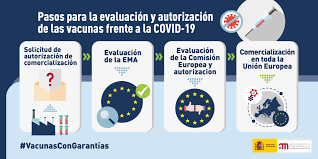 Pasos para la evaluación y autorización
de las vacunas frente a la COVID-19
Solicitud de
autorización de
comercialización
Evaluación
de la EMA
Evaluación
de la Comisión
Europea y
autorización
Comercialización
en toda la
Unión Europea
#VacunasConGarantías